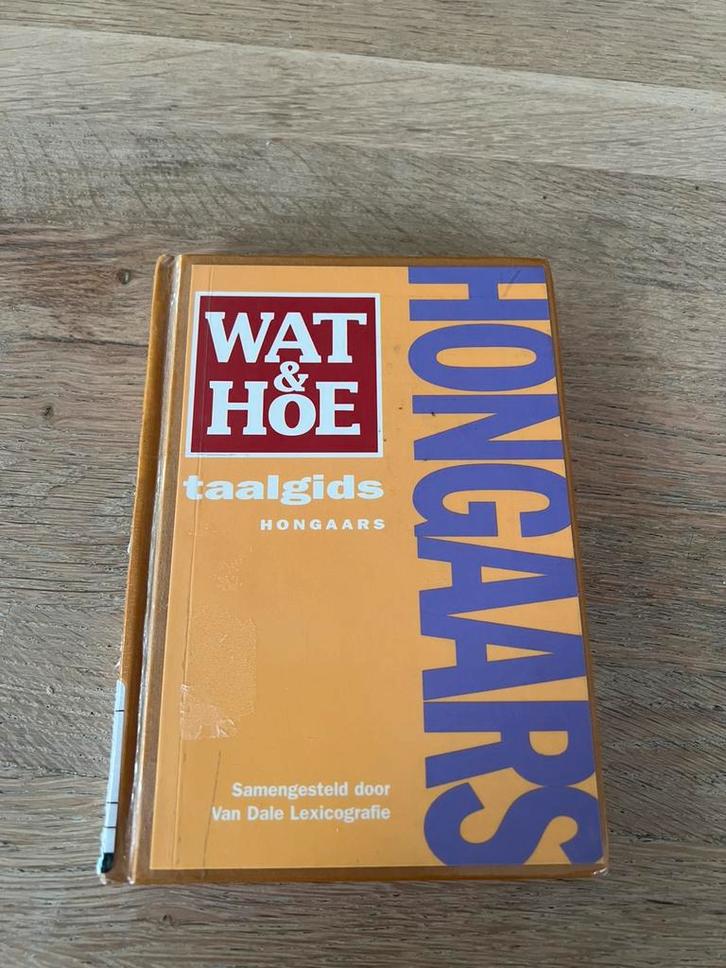 WAT
&
HOE
taalgids
HONGAARS
HONGAARS
Samengesteld door
Van Dale Lexicografie